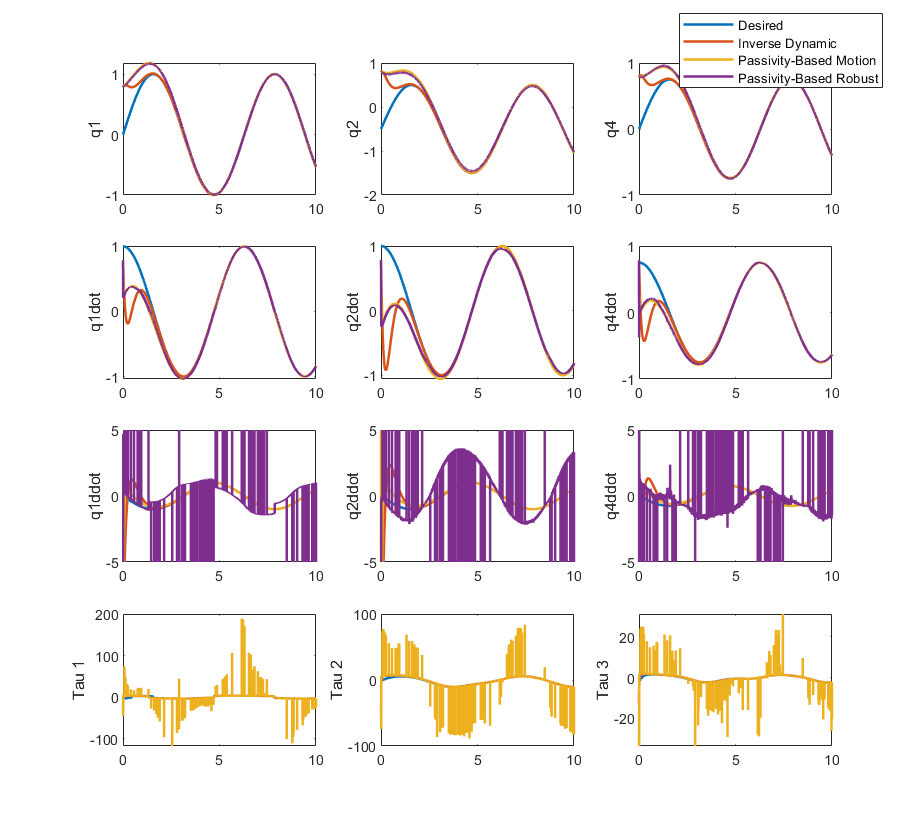 Desired
Inverse Dynamic
Passivity-Based Motion
Passivity-Based Robust
1
0
-1
q1
0 5 10
1
0
-1
-2
q2
0 5 10
1
0
-1
q4
0 5 10
1
0
-1
q1dot
0 5 10
1
0
-1
q2dot
0 5 10
1
0
-1
q4dot
0 5 10
5
0
-5
q1ddot
0 5 10
5
0
-5
q2ddot
0 5 10
5
0
-5
q4ddot
0 5 10
200
100
0
-100
Tau 1
0 5 10
100
0
-100
Tau 2
0 5 10
20
0
-20
Tau 3
0 5 10